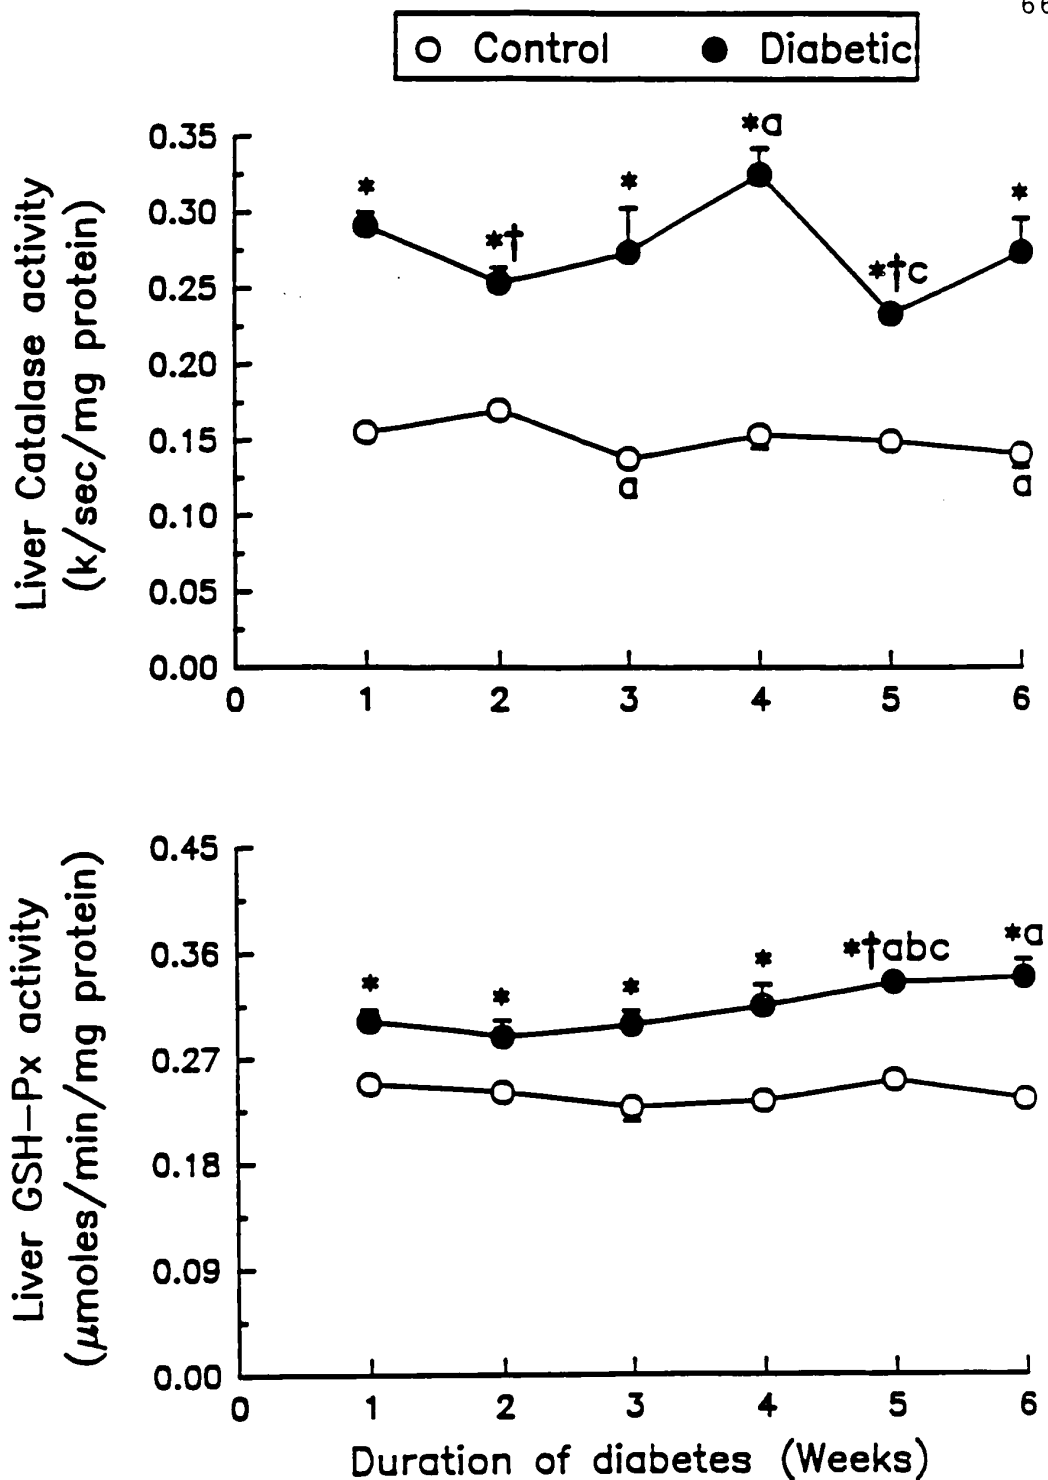 66
Control Diabetic
Liver Catalase activity
(k/sec/mg protein)
0.35
0.30
0.25
0.20
0.15
0.10
0.05
0.00
*
*†
*
*a
*†c
*
a
a
0 1 2 3 4 5 6
Liver GSH–Px activity
(μmoles/min/mg protein)
0.45
0.36
0.27
0.18
0.09
0.00
*
*
*
*
*†abc
*a
0 1 2 3 4 5 6
Duration of diabetes (Weeks)